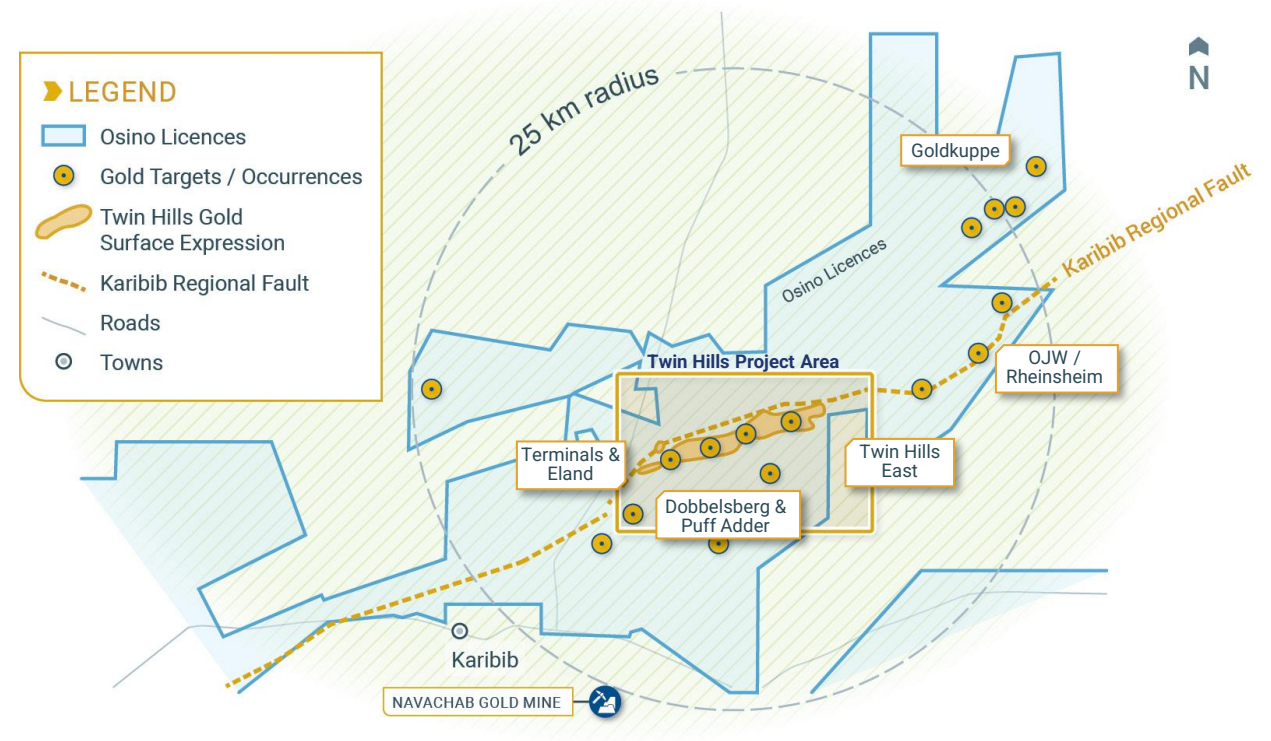 LEGEND
Osino Licences
Gold Targets / Occurrences
Twin Hills Gold
Surface Expression
Karibib Regional Fault
Roads
Towns
25 km radius
N
Goldkuppe
Karibib Regional Fault
Osino Licences
OJW /
Rheinsheim
Twin Hills Project Area
Terminals &
Eland
Twin Hills
East
Dobbelsberg &
Puff Adder
Karibib
NAVACHAB GOLD MINE